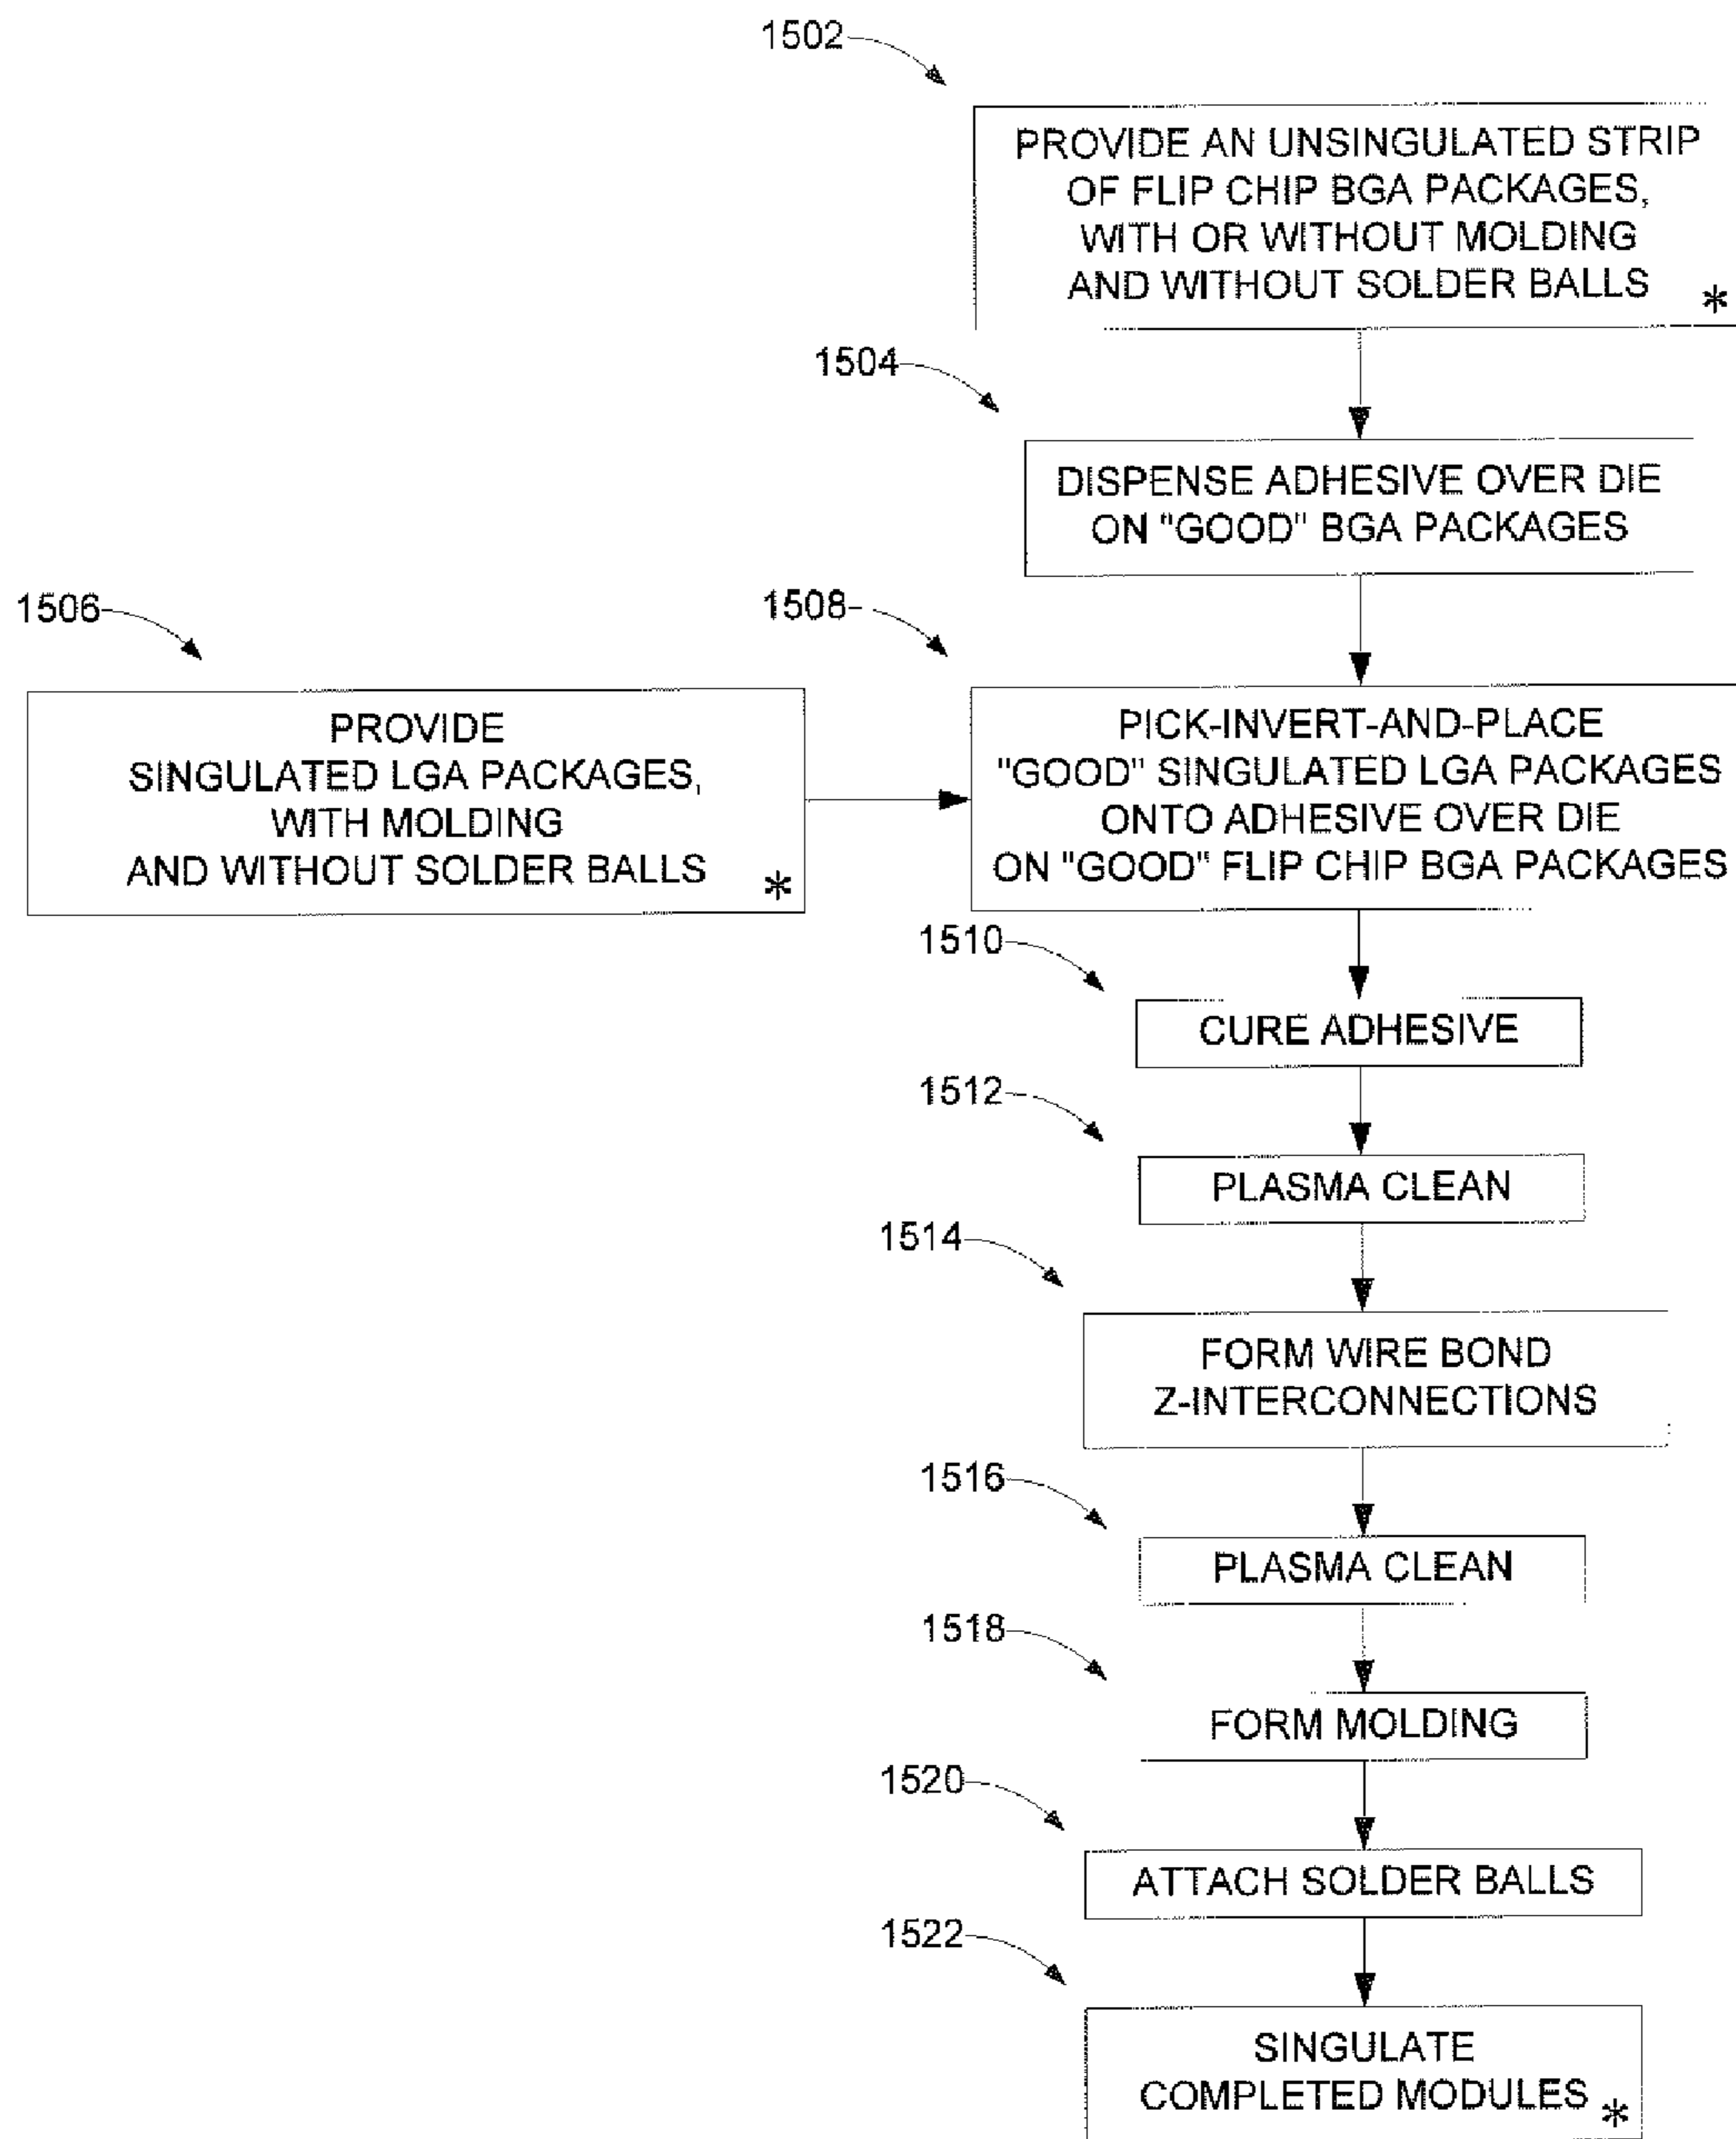 1502
PROVIDE AN UNSINGULATED STRIP
OF FLIP CHIP BGA PACKAGES,
WITH OR WITHOUT MOLDING
AND WITHOUT SOLDER BALLS *
1504
DISPENSE ADHESIVE OVER DIE
ON "GOOD" BGA PACKAGES
1506
PROVIDE
SINGULATED LGA PACKAGES,
WITH MOLDING
AND WITHOUT SOLDER BALLS *
1508
PICK-INVERT-AND-PLACE
"GOOD" SINGULATED LGA PACKAGES
ONTO ADHESIVE OVER DIE
ON "GOOD" FLIP CHIP BGA PACKAGES
1510
CURE ADHESIVE
1512
PLASMA CLEAN
1514
FORM WIRE BOND
Z-INTERCONNECTIONS
1516
PLASMA CLEAN
1518
FORM MOLDING
1520
ATTACH SOLDER BALLS
1522
SINGULATE
COMPLETED MODULES *